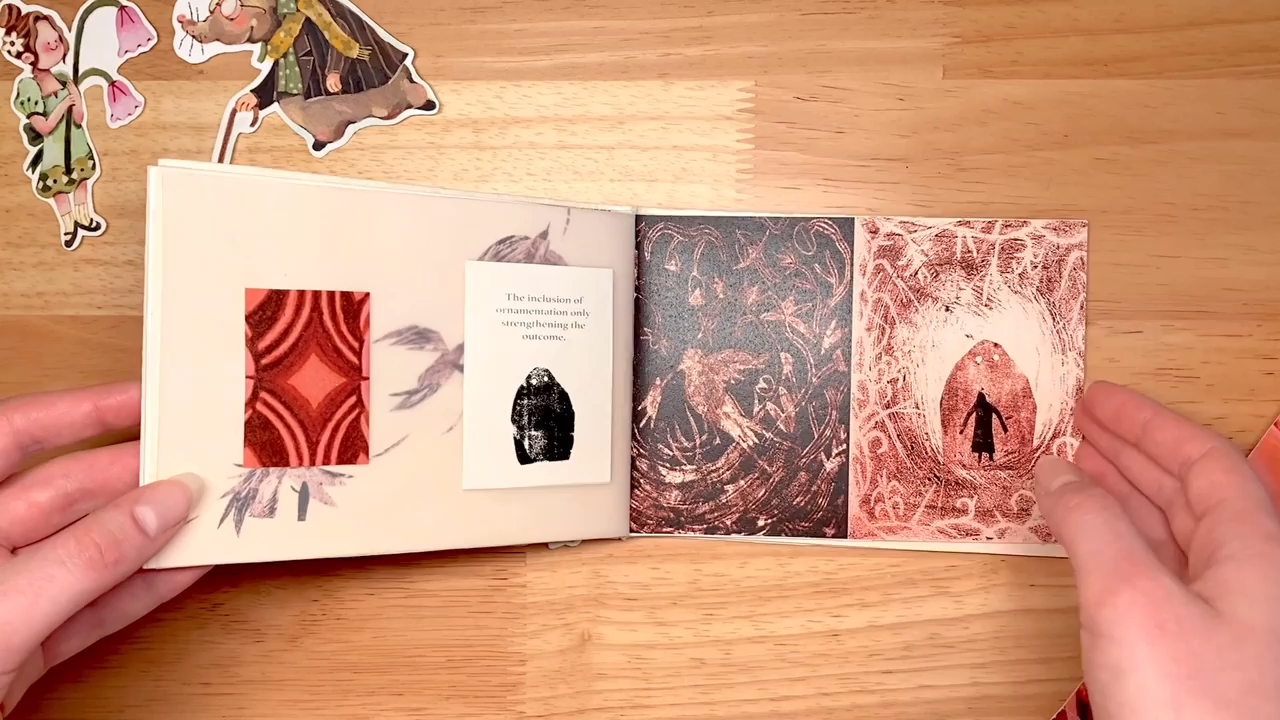 The inclusion of
ornamentation only
strengthening the
outcome.